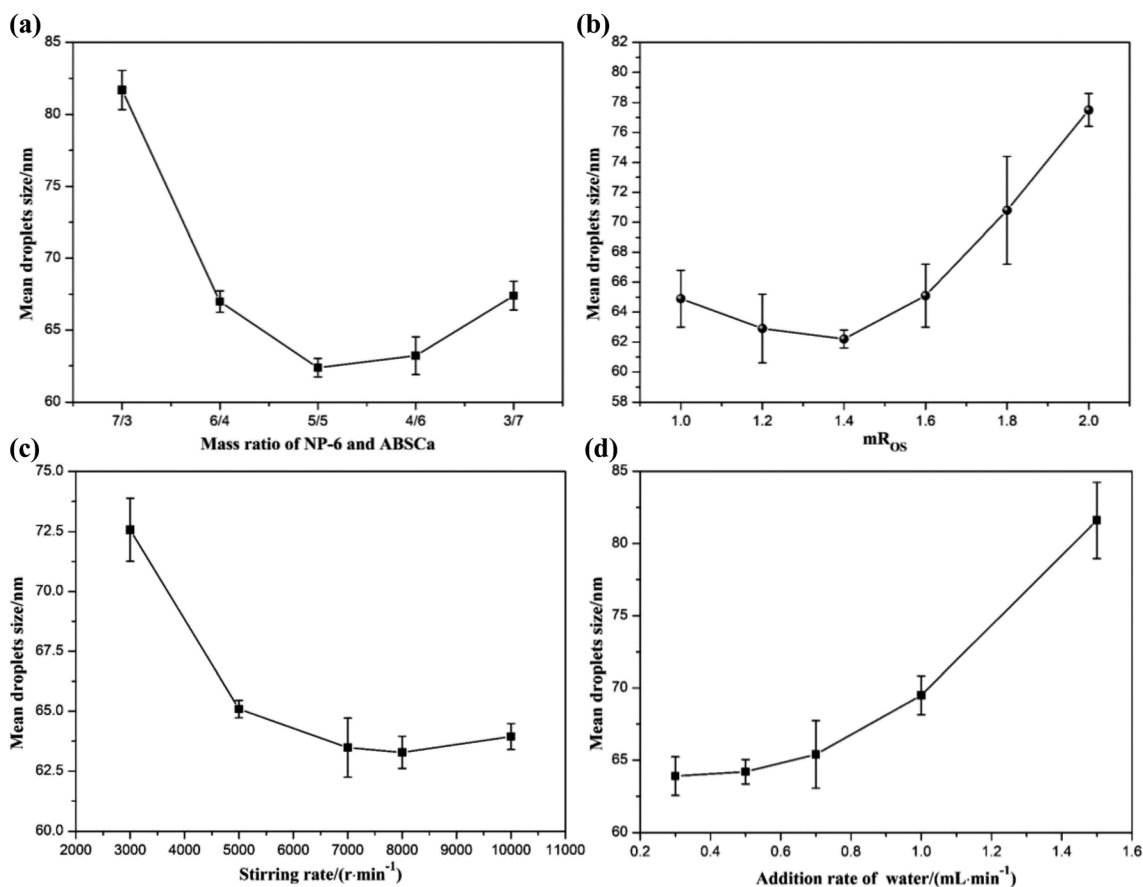 (a)
85
80
75
70
65
60
Mean droplets size/nm
7/3 6/4 5/5 4/6 3/7
Mass ratio of NP-6 and ABSCa
(b)
82
80
78
76
74
72
70
68
66
64
62
60
58
Mean droplets size/nm
1.0 1.2 1.4 1.6 1.8 2.0
mR_OS
(c)
75.0
72.5
70.0
67.5
65.0
62.5
60.0
Mean droplets size/nm
2000 3000 4000 5000 6000 7000 8000 9000 10000 11000
Stirring rate/(r·min⁻¹)
(d)
85
80
75
70
65
60
Mean droplets size/nm
0.2 0.4 0.6 0.8 1.0 1.2 1.4 1.6
Addition rate of water/(mL·min⁻¹)